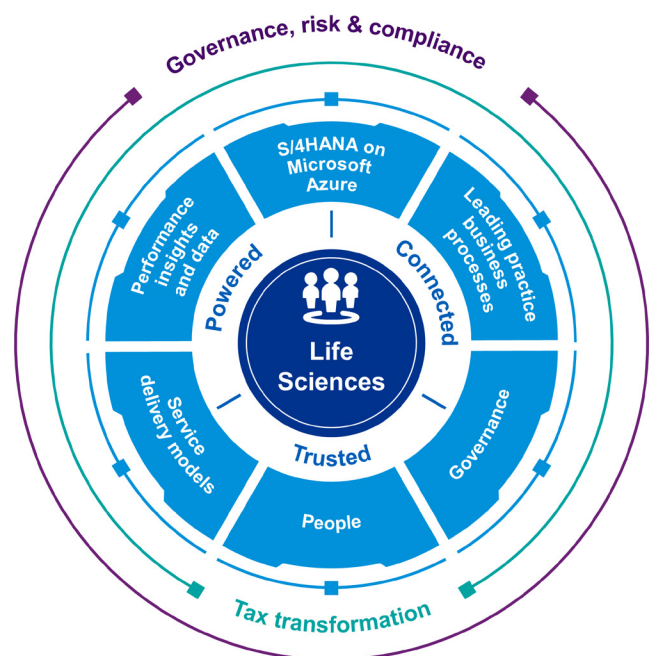 Governance, risk & compliance
S/4HANA on
Microsoft
Azure
Leading practice
business
processes
Governance
People
Service
delivery models
Performance
insights
and data
Powered
Connected
Trusted
Life
Sciences
Tax transformation